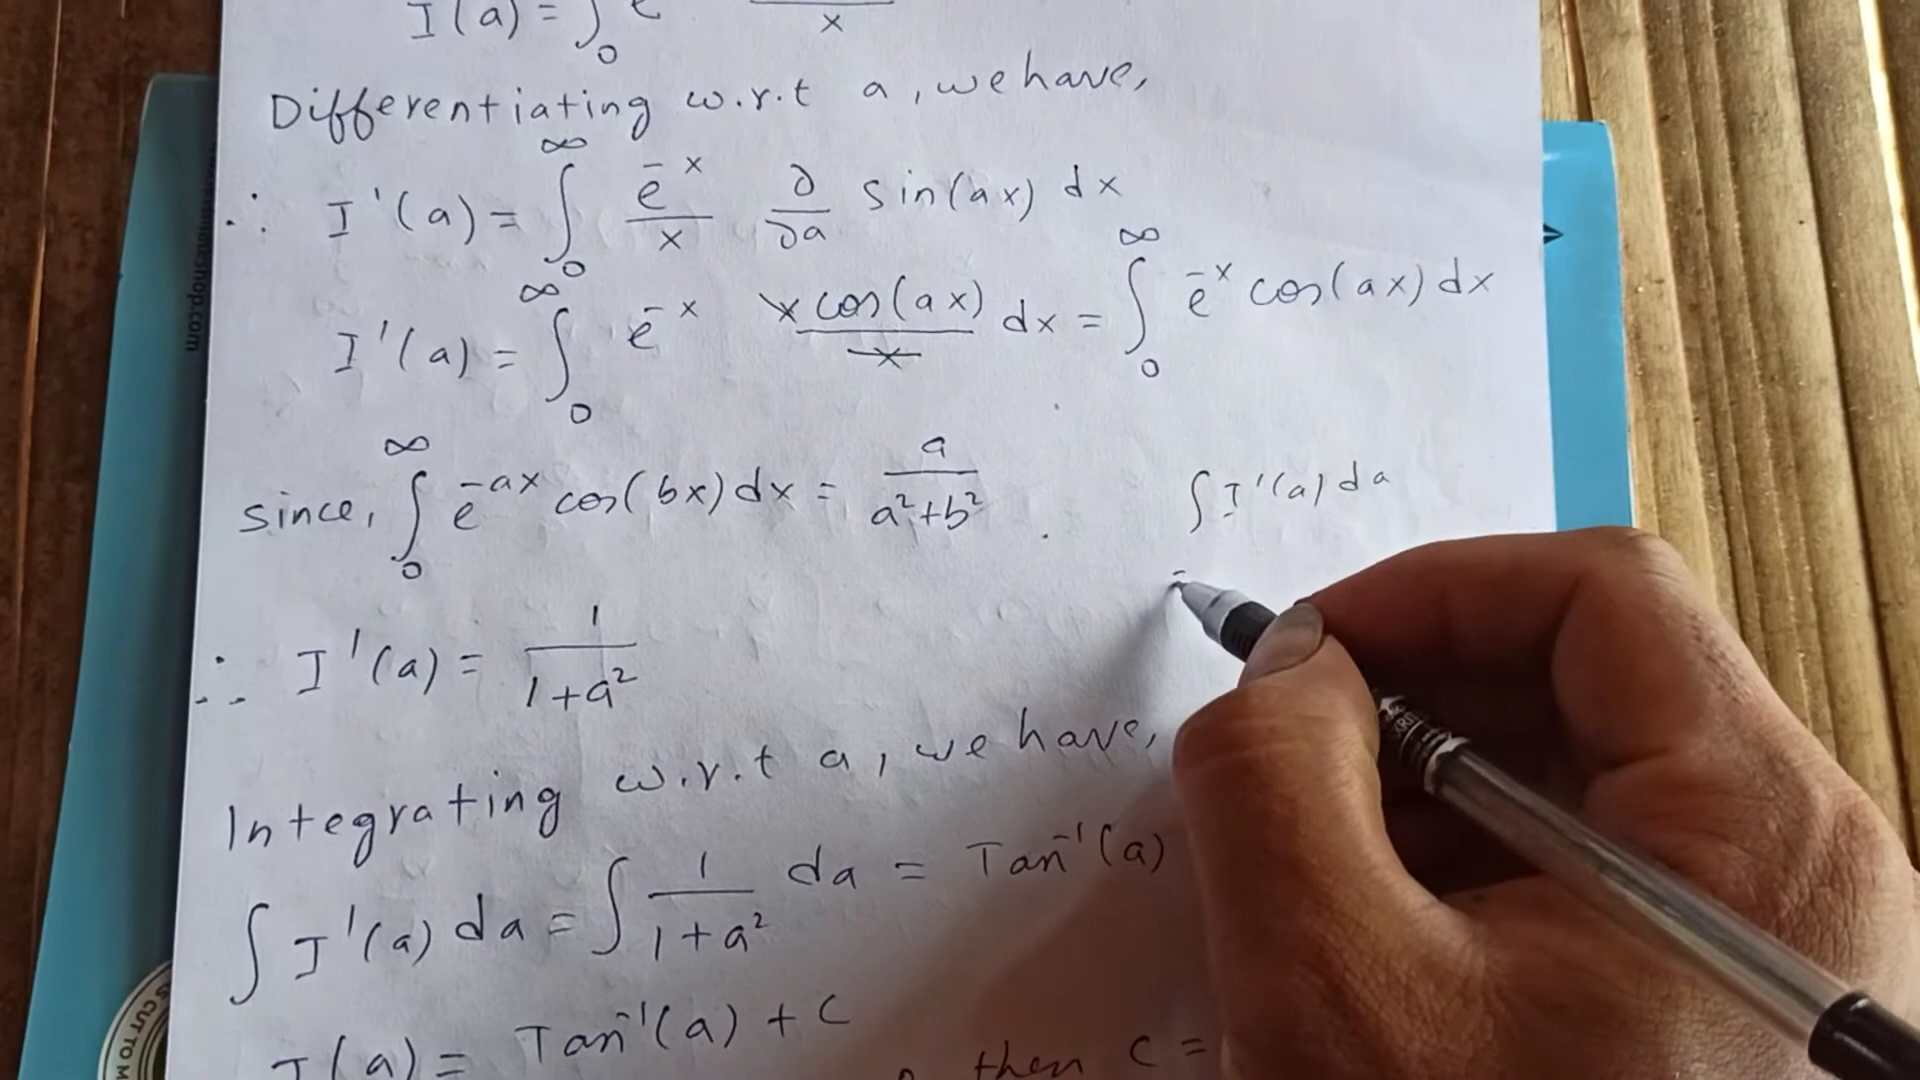 I(a) = ∫₀ e x
Differentiating w.r.t a, we have,
∴ I'(a) = ∫₀^∞ e^{-x}/x ∂/∂a sin(ax) dx
I'(a) = ∫₀^∞ e^{-x} x cos(ax)/x dx = ∫₀^∞ e^{-x} cos(ax) dx
since, ∫₀^∞ e^{-ax} cos(bx) dx = a/(a²+b²).
∫ I'(a) da
=
∴ I'(a) = 1/(1+a²)
Integrating w.r.t a, we have,
∫ I'(a) da = ∫ 1/(1+a²) da = Tan⁻¹(a)
I(a) = Tan⁻¹(a) + C
then C =
CUT TO M